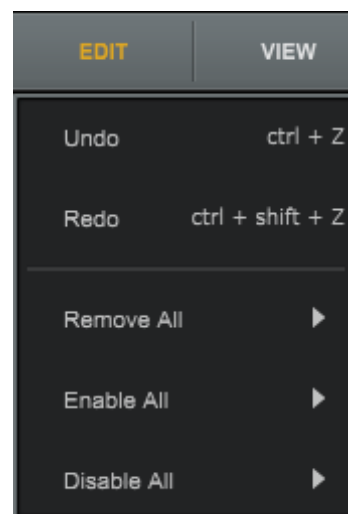 EDIT VIEW
Undo ctrl + Z
Redo ctrl + shift + Z
Remove All
Enable All
Disable All